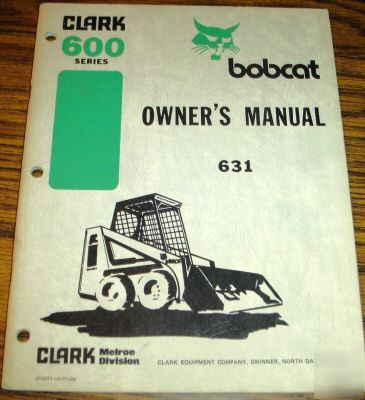 CLARK
600
SERIES
bobcat
OWNER'S MANUAL
631
CLARK Melroe
Division
CLARK EQUIPMENT COMPANY, GWINNER, NORTH DA